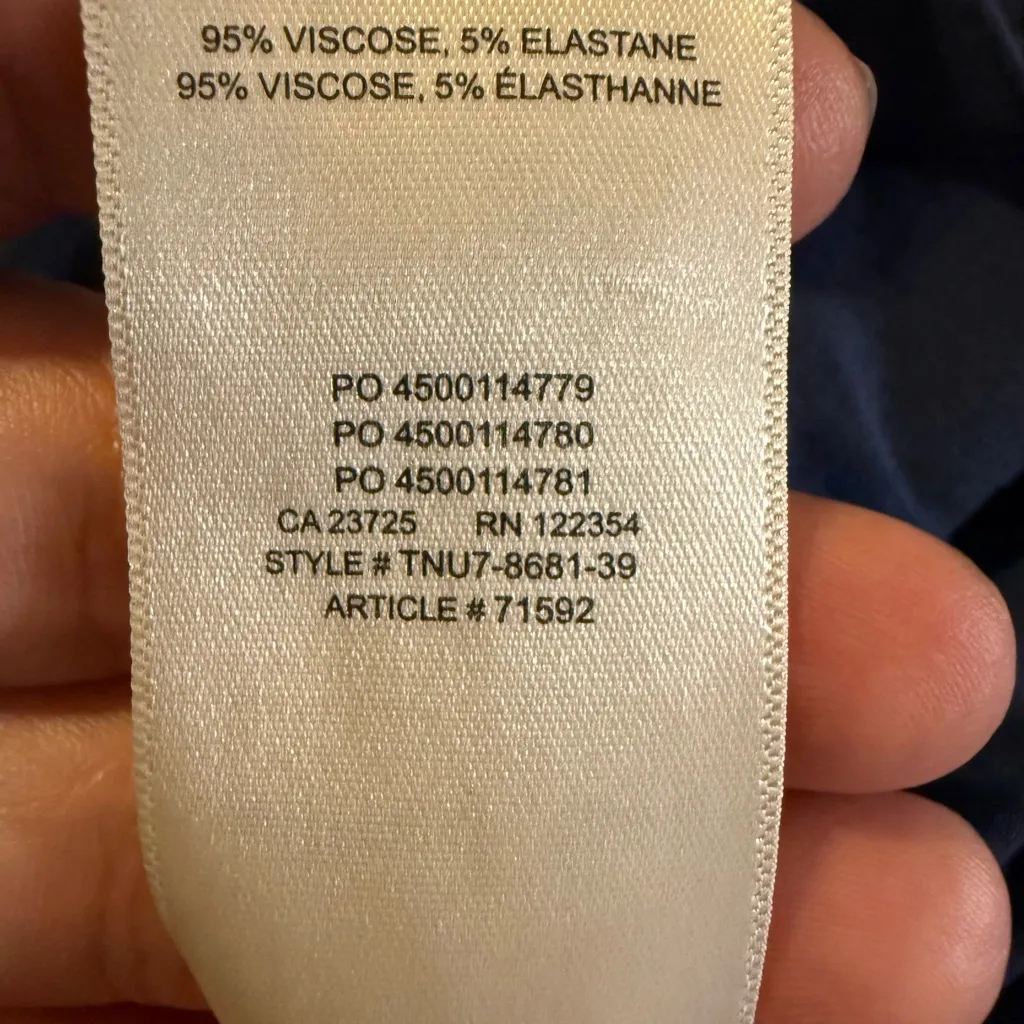 95% VISCOSE, 5% ELASTANE
95% VISCOSE, 5% ÉLASTHANNE
PO 4500114779
PO 4500114780
PO 4500114781
CA 23725 RN 122354
STYLE # TNU7-8681-39
ARTICLE # 71592